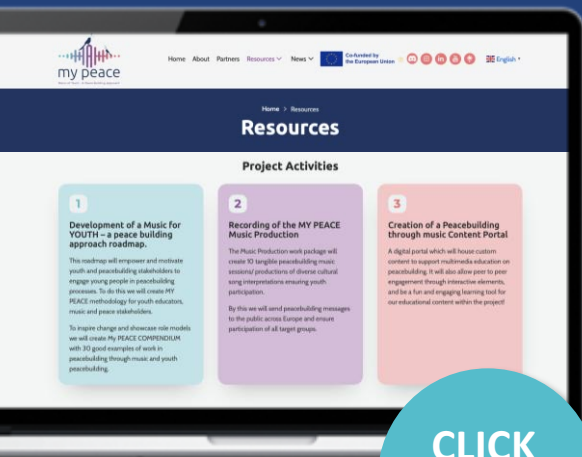 my peace
Home About Partners Resources News Co-funded by
the European Union English
Home > Resources
Resources
Project Activities
1
Development of a Music for
YOUTH – a peace building
approach roadmap.
This roadmap will empower and motivate
youth and peacebuilding stakeholders to
engage young people in peacebuilding
processes. To do this we will create MY
PEACE methodology for youth educators,
music and peace stakeholders.
To inspire change and showcase role models
we will create My PEACE COMPENDIUM
with 30 good examples of work in
peacebuilding through music and youth
peacebuilding.
2
Recording of the MY PEACE
Music Production
The Music Production work package will
create 10 tangible peacebuilding music
sessions/ productions of diverse cultural
song interpretations ensuring youth
participation.
By this we will send peacebuilding messages
to the public across Europe and ensure
participation of all target groups.
3
Creation of a Peacebuilding
through music Content Portal
A digital portal which will house custom
content to support multimedia education on
peacebuilding. It will also allow peer to peer
engagement through interactive elements,
and be a fun and engaging learning tool for
our educational content within the project!
CLICK